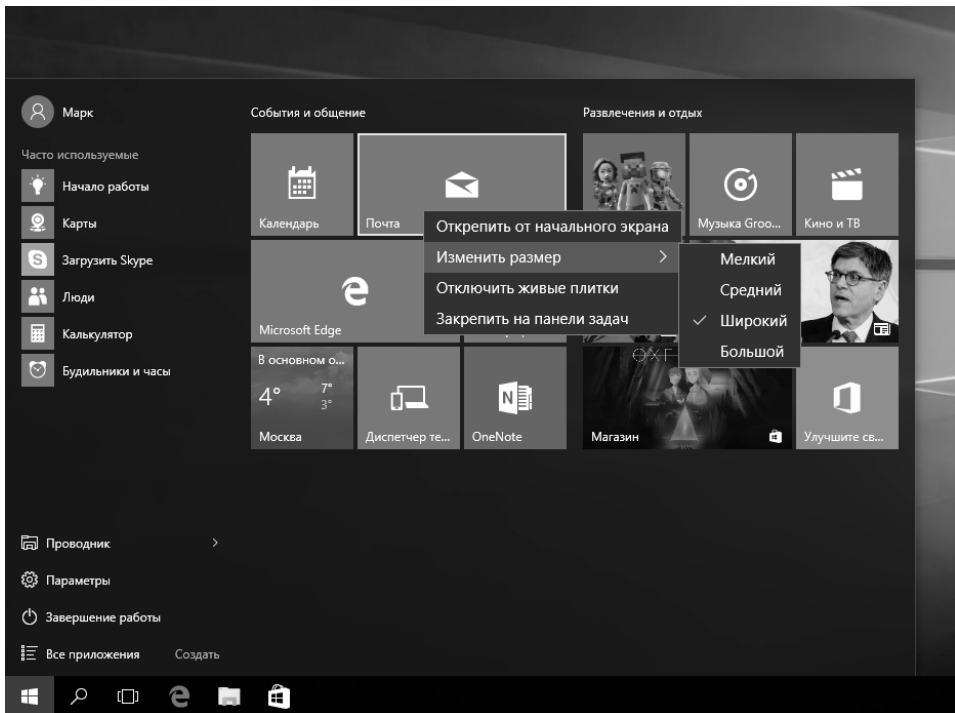 Марк
Часто используемые
Начало работы
Карты
Загрузить Skype
Люди
Калькулятор
Будильники и часы
Проводник
Параметры
Завершение работы
Все приложения
Создать
События и общение
Календарь
Почта
Microsoft Edge
В основном о...
4°
7°
3°
Москва
Диспетчер те...
OneNote
Развлечения и отдых
Музыка Groo...
Кино и ТВ
Магазин
Улучшите св...
Открепить от начального экрана
Изменить размер
Отключить живые плитки
Закрепить на панели задач
Мелкий
Средний
Широкий
Большой